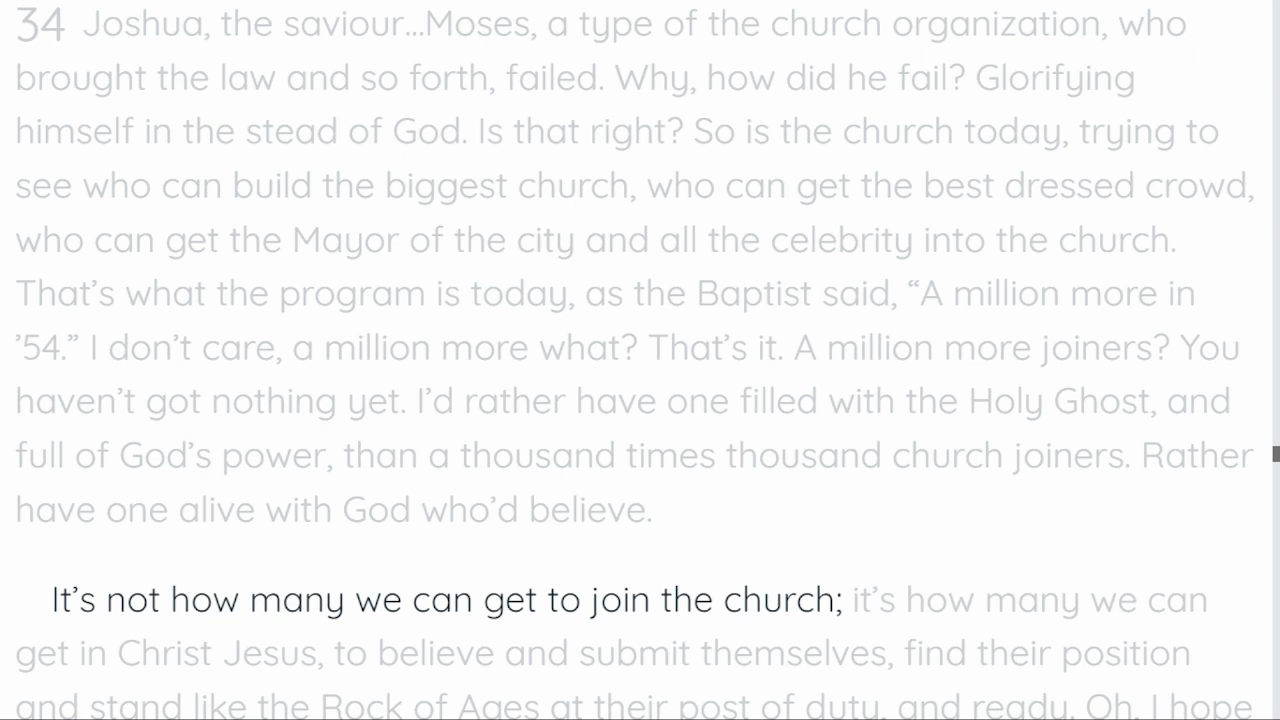 34 Joshua, the saviour...Moses, a type of the church organization, who
brought the law and so forth, failed. Why, how did he fail? Glorifying
himself in the stead of God. Is that right? So is the church today, trying to
see who can build the biggest church, who can get the best dressed crowd,
who can get the Mayor of the city and all the celebrity into the church.
That’s what the program is today, as the Baptist said, “A million more in
’54.” I don’t care, a million more what? That’s it. A million more joiners? You
haven’t got nothing yet. I’d rather have one filled with the Holy Ghost, and
full of God’s power, than a thousand times thousand church joiners. Rather
have one alive with God who’d believe.
It’s not how many we can get to join the church; it’s how many we can
get in Christ Jesus, to believe and submit themselves, find their position
and stand like the Rock of Ages at their post of duty, and ready. Oh, I hope